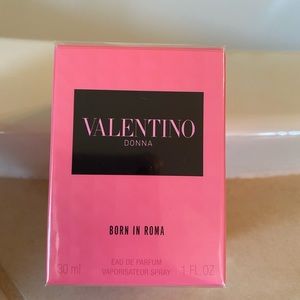 VALENTINO
DONNA
BORN IN ROMA
EAU DE PARFUM
30 ml VAPORISATEUR SPRAY 1 FL.OZ